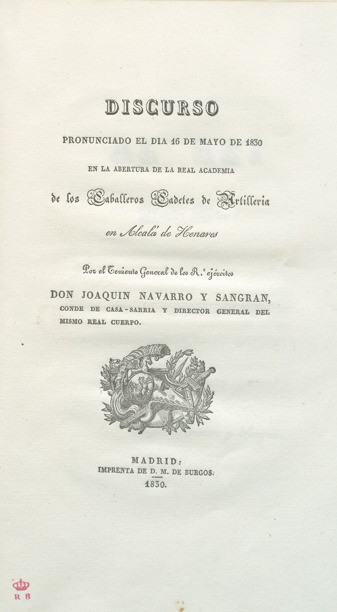 DISCURSO
PRONUNCIADO EL DIA 16 DE MAYO DE 1830
EN LA ABERTURA DE LA REAL ACADEMIA
de los Caballeros Cadetes de Artilleria
en Alcalá de Henares
Por el Teniente General de los R.s ejércitos
DON JOAQUIN NAVARRO Y SANGRAN,
CONDE DE CASA-SARRIA Y DIRECTOR GENERAL DEL
MISMO REAL CUERPO.
MADRID:
IMPRENTA DE D. M. DE BURGOS.
1830.
R B